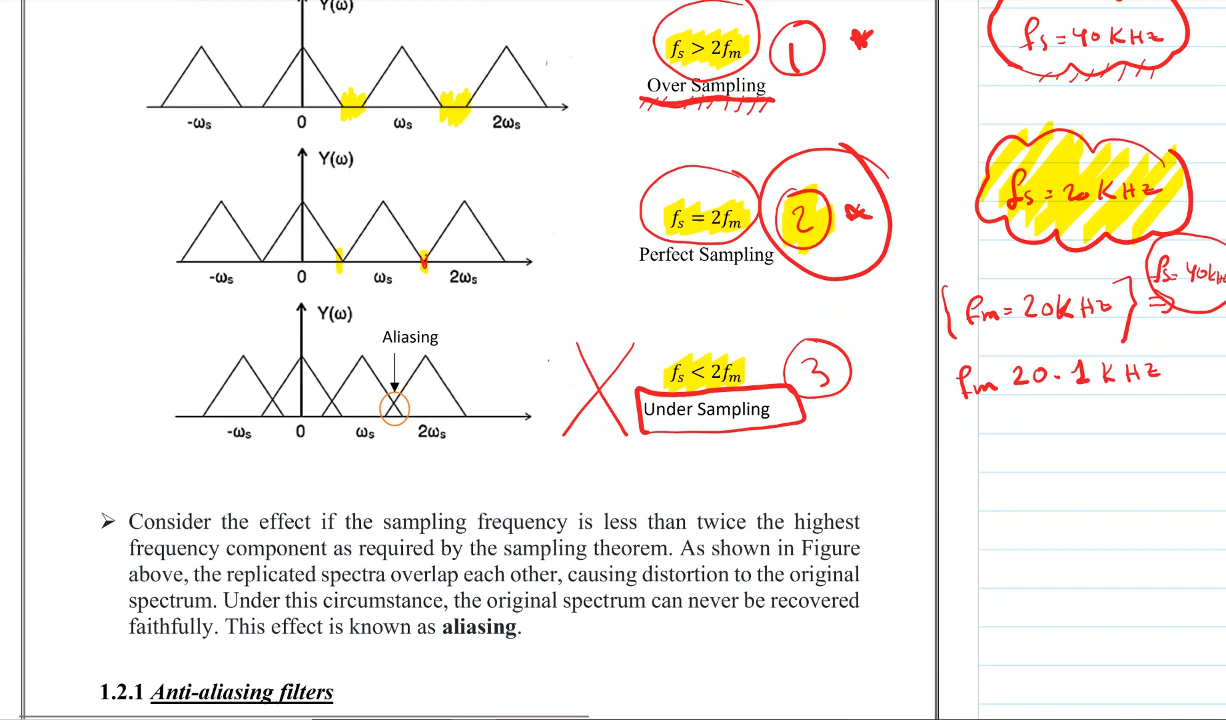 Y(ω)
fₛ > 2fₘ
1
Over Sampling
-ωs 0 ωs 2ωs
fs = 40 KHz
Y(ω)
fₛ = 2fₘ
2
Perfect Sampling
-ωs 0 ωs 2ωs
fs = 20 KHz
fs = 40
{ fm = 20KHz } ⇒
Y(ω)
Aliasing
fₛ < 2fₘ
3
Under Sampling
-ωs 0 ωs 2ωs
fm 20.1 KHZ
➢ Consider the effect if the sampling frequency is less than twice the highest
frequency component as required by the sampling theorem. As shown in Figure
above, the replicated spectra overlap each other, causing distortion to the original
spectrum. Under this circumstance, the original spectrum can never be recovered
faithfully. This effect is known as aliasing.
1.2.1 Anti-aliasing filters